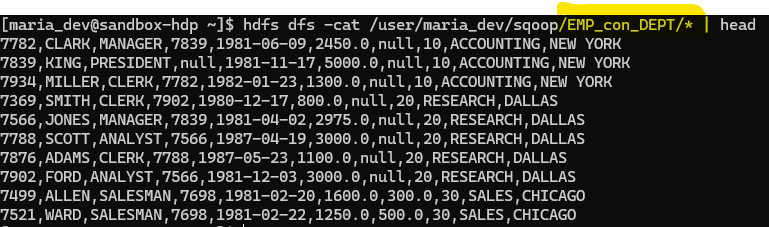 [maria_dev@sandbox-hdp ~]$ hdfs dfs -cat /user/maria_dev/sqoop/EMP_con_DEPT/* | head
7782,CLARK,MANAGER,7839,1981-06-09,2450.0,null,10,ACCOUNTING,NEW YORK
7839,KING,PRESIDENT,null,1981-11-17,5000.0,null,10,ACCOUNTING,NEW YORK
7934,MILLER,CLERK,7782,1982-01-23,1300.0,null,10,ACCOUNTING,NEW YORK
7369,SMITH,CLERK,7902,1980-12-17,800.0,null,20,RESEARCH,DALLAS
7566,JONES,MANAGER,7839,1981-04-02,2975.0,null,20,RESEARCH,DALLAS
7788,SCOTT,ANALYST,7566,1987-04-19,3000.0,null,20,RESEARCH,DALLAS
7876,ADAMS,CLERK,7788,1987-05-23,1100.0,null,20,RESEARCH,DALLAS
7902,FORD,ANALYST,7566,1981-12-03,3000.0,null,20,RESEARCH,DALLAS
7499,ALLEN,SALESMAN,7698,1981-02-20,1600.0,300.0,30,SALES,CHICAGO
7521,WARD,SALESMAN,7698,1981-02-22,1250.0,500.0,30,SALES,CHICAGO